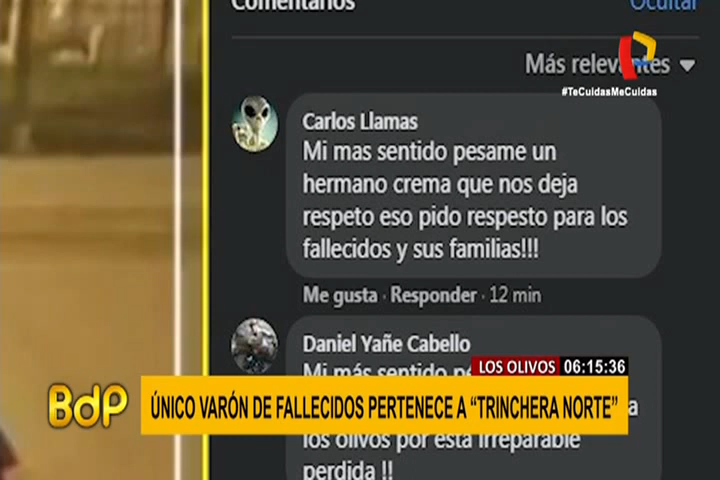 Comentarios
Ocultar
Más relevantes
#TeCuidasMeCuidas
Carlos Llamas
Mi mas sentido pesame un
hermano crema que nos deja
respeto eso pido respesto para los
fallecidos y sus familias!!!
Me gusta · Responder · 12 min
Daniel Yañe Cabello
Mi más sentido
LOS OLIVOS 06:15:36
BdP
ÚNICO VARÓN DE FALLECIDOS PERTENECE A “TRINCHERA NORTE”
los olivos por esta irreparable
perdida !!